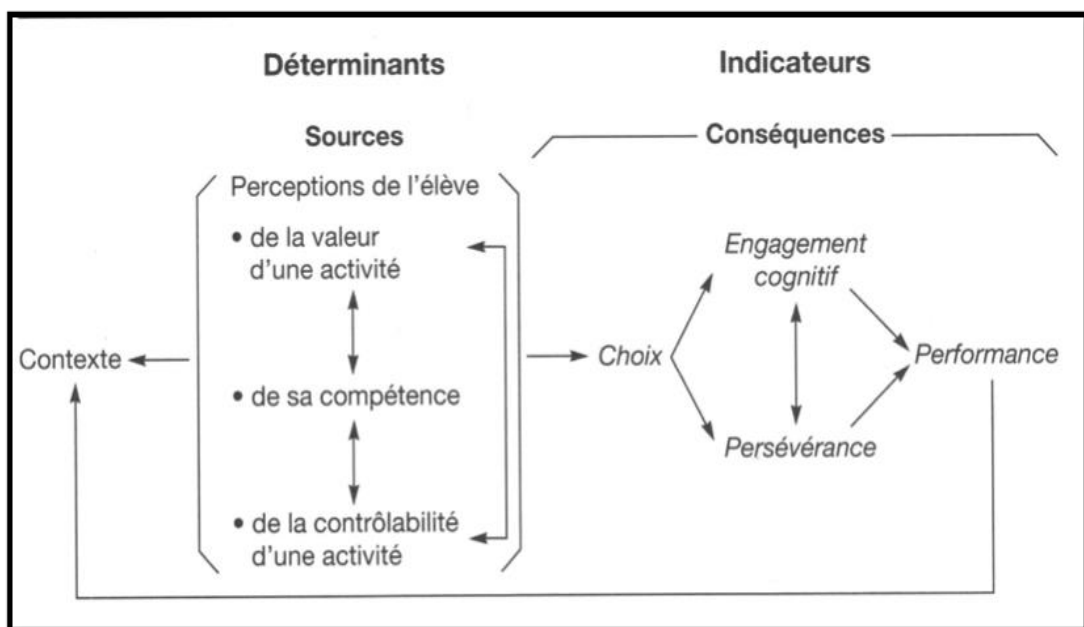 Déterminants
Indicateurs
Sources
Conséquences
Perceptions de l'élève
• de la valeur
d'une activité
Engagement
cognitif
Contexte
Choix
Performance
• de sa compétence
Persévérance
• de la contrôlabilité
d'une activité